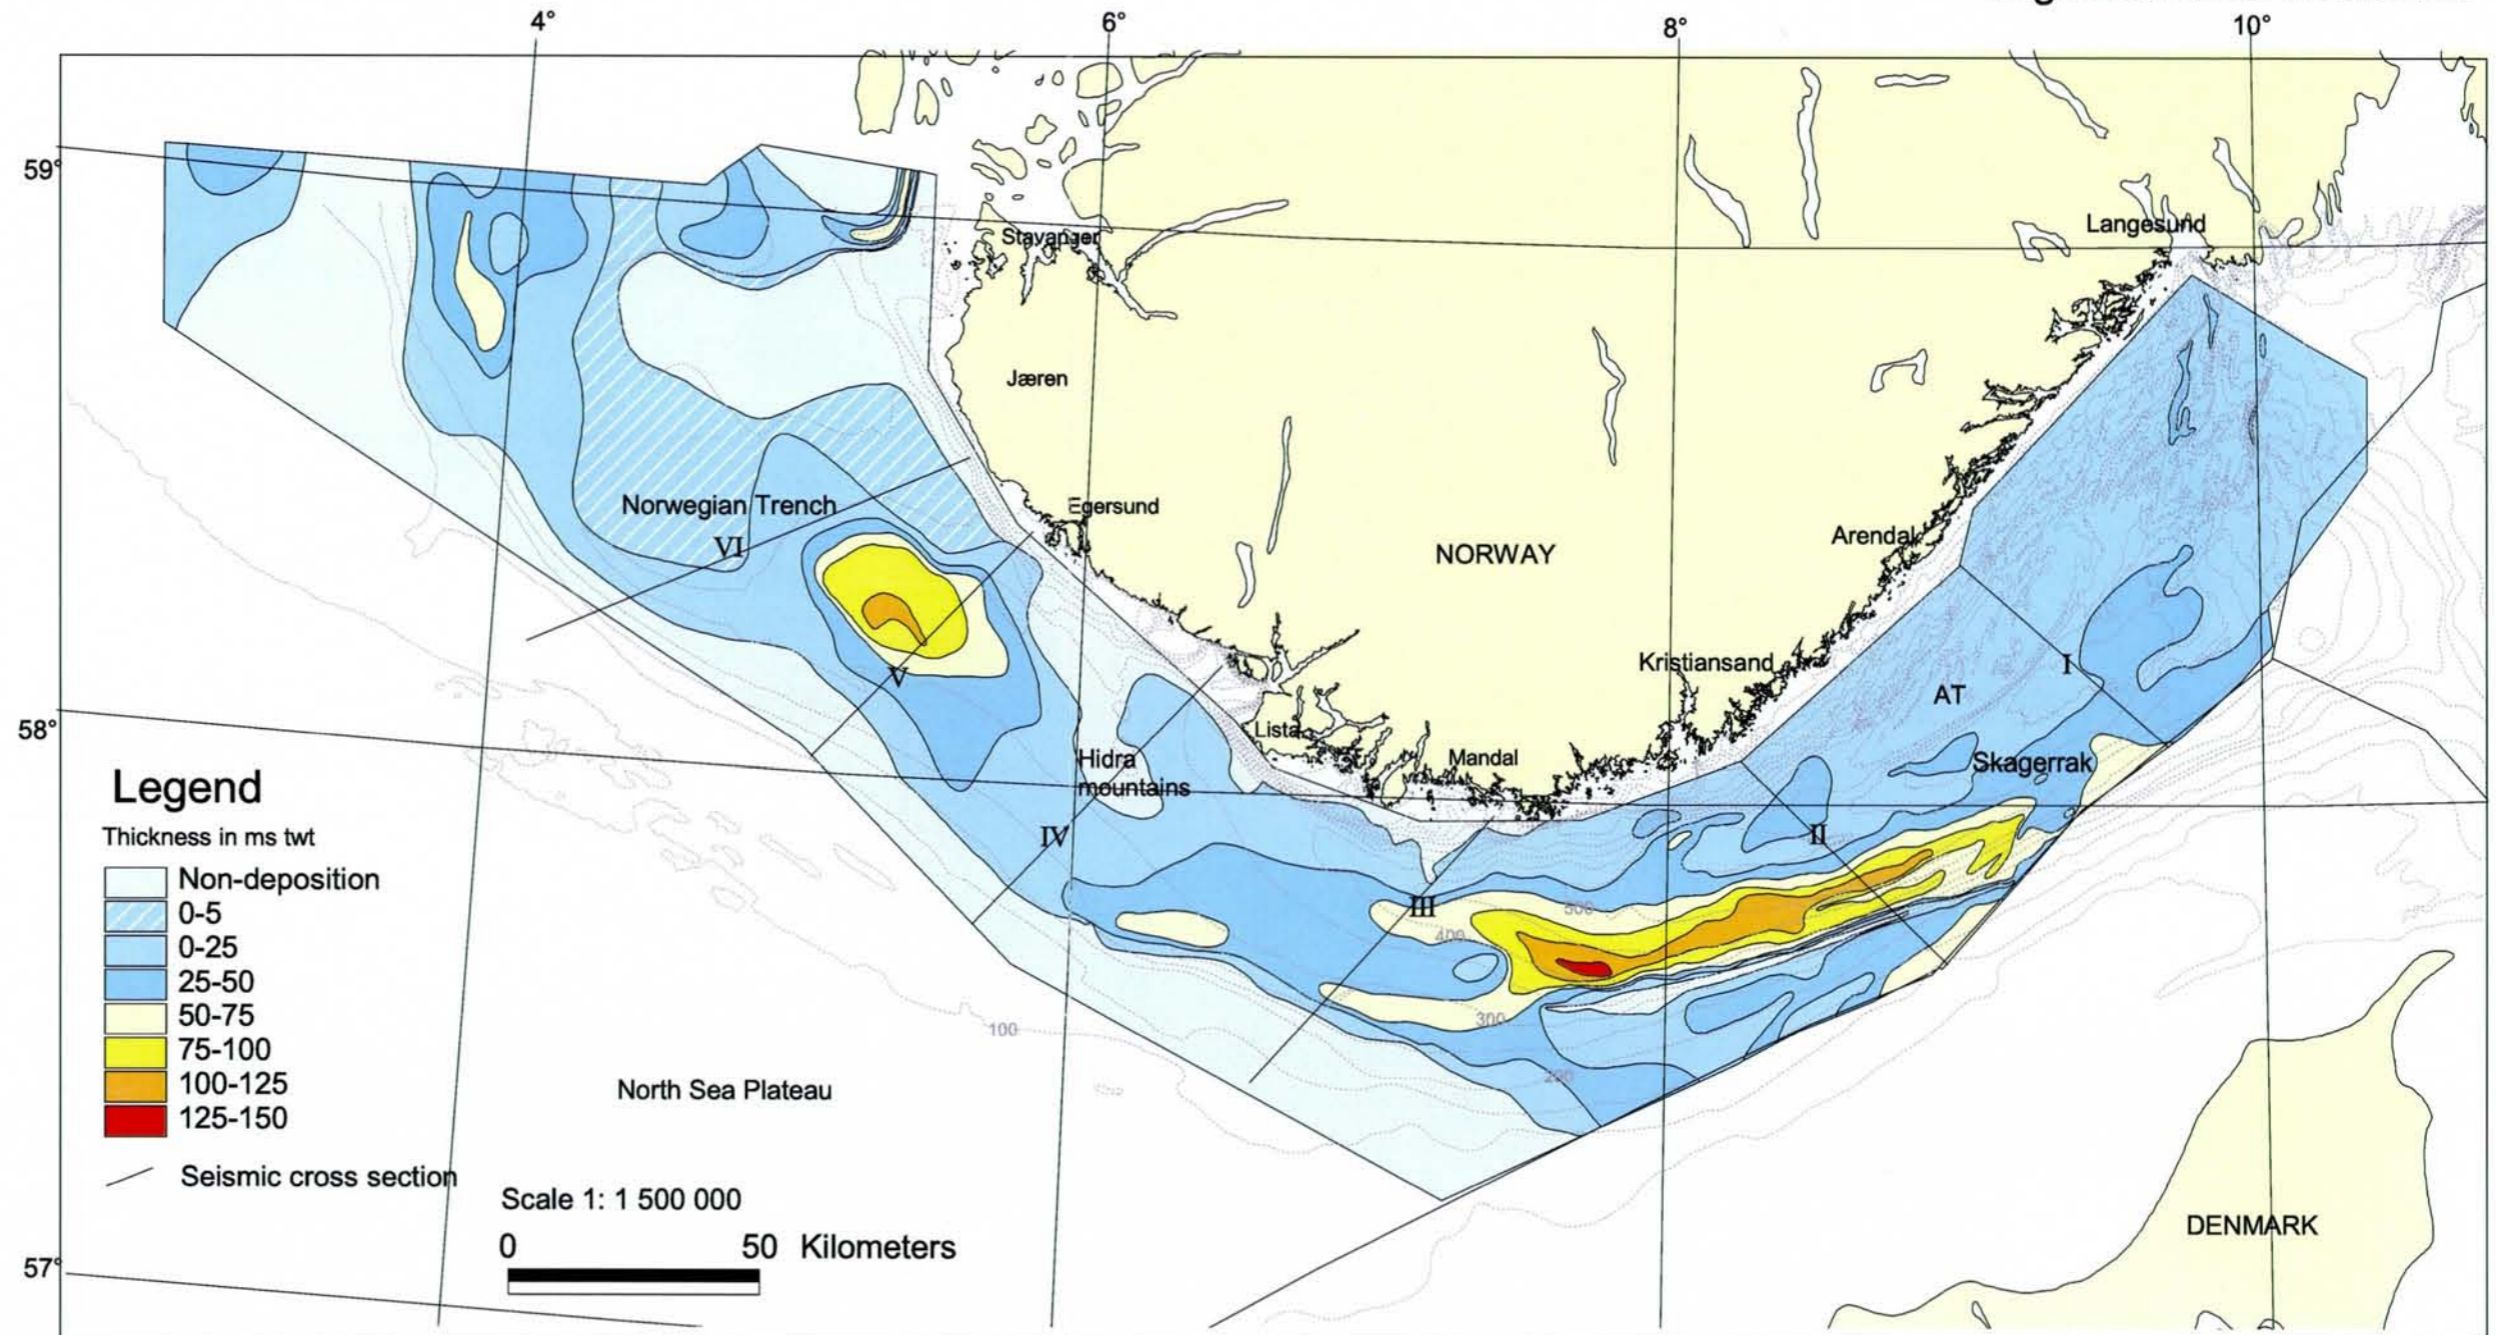 4°
6°
8°
10°
59°
Stavanger
Langesund
Jæren
Norwegian Trench
Egersund
VI
NORWAY
Arendal
Kristiansand
I
V
AT
58°
Lista
Hidra
mountains
Mandal
Skagerrak
IV
II
III
500
400
300
200
100
Legend
Thickness in ms twt
Non-deposition
0-5
0-25
25-50
50-75
75-100
100-125
125-150
Seismic cross section
North Sea Plateau
Scale 1: 1 500 000
0 50 Kilometers
57°
DENMARK